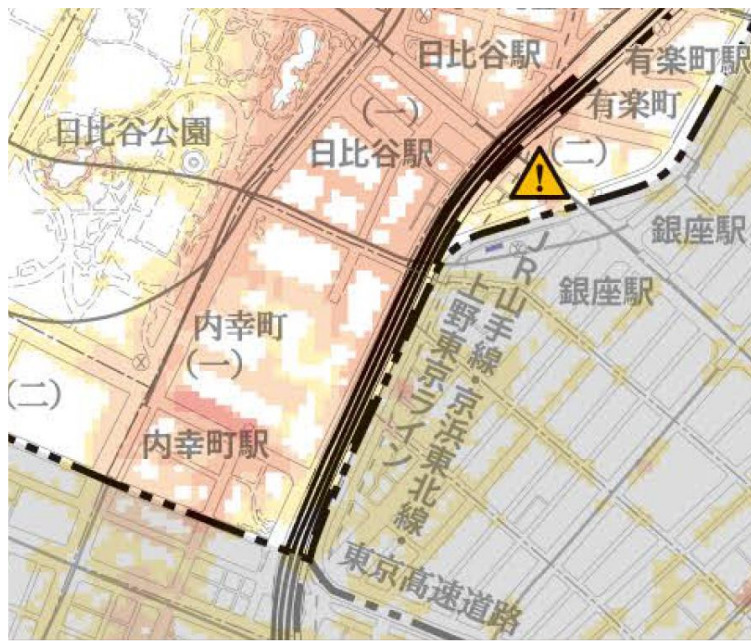 日比谷駅
有楽町駅
(一)
有楽町
日比谷公園
日比谷駅
(二)
銀座駅
銀座駅
内幸町
(一)
(二)
内幸町駅
JR山手線・京浜東北線・
上野東京ライン
東京高速道路